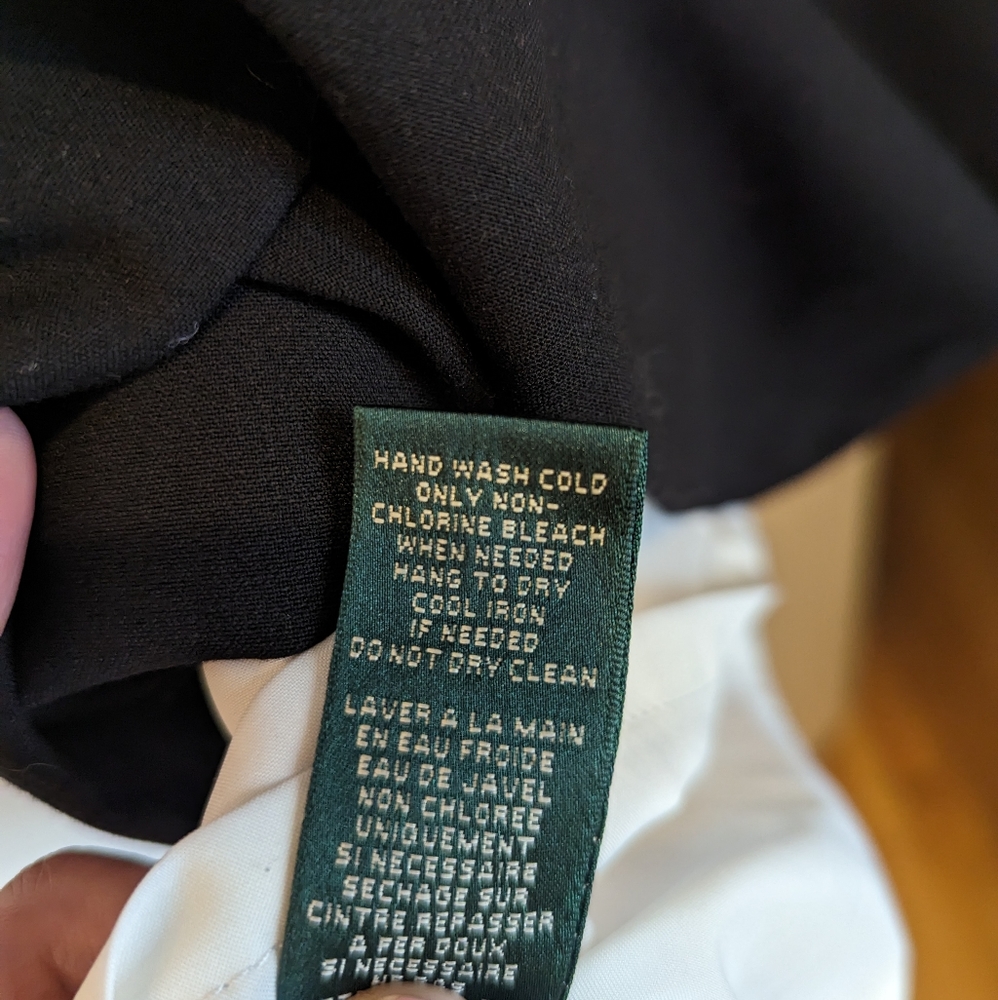 HAND WASH COLD
ONLY NON-
CHLORINE BLEACH
WHEN NEEDED
HANG TO DRY
COOL IRON
IF NEEDED
DO NOT DRY CLEAN
LAVER A LA MAIN
EN EAU FROIDE
EAU DE JAVEL
NON CHLOREE
UNIQUEMENT
SI NECESSAIRE
SECHAGE SUR
CINTRE REPASSER
A FER DOUX
SI NECESSAIRE
NE PAS